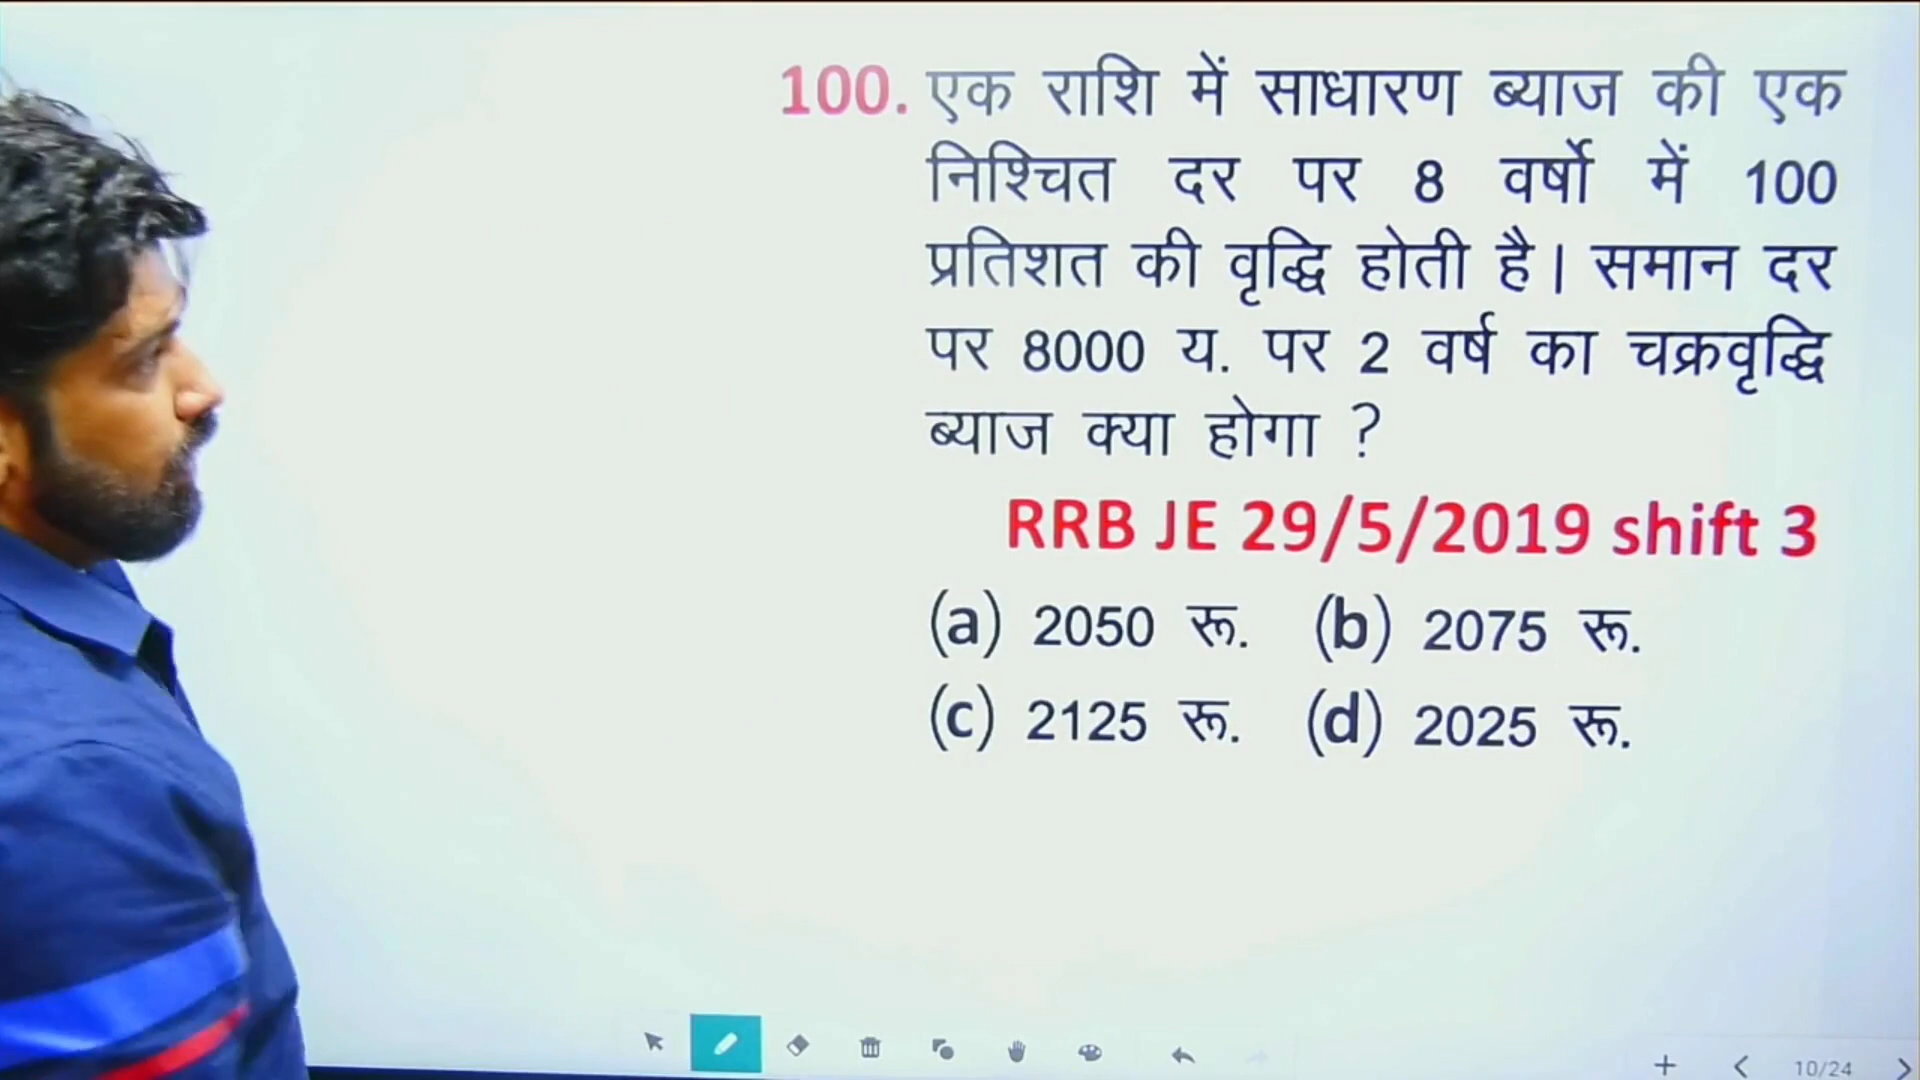 100. एक राशि में साधारण ब्याज की एक
निश्चित दर पर 8 वर्षो में 100
प्रतिशत की वृद्धि होती है। समान दर
पर 8000 य. पर 2 वर्ष का चक्रवृद्धि
ब्याज क्या होगा ?
RRB JE 29/5/2019 shift 3
(a) 2050 रू. (b) 2075 रू.
(c) 2125 रू. (d) 2025 रू.
10/24